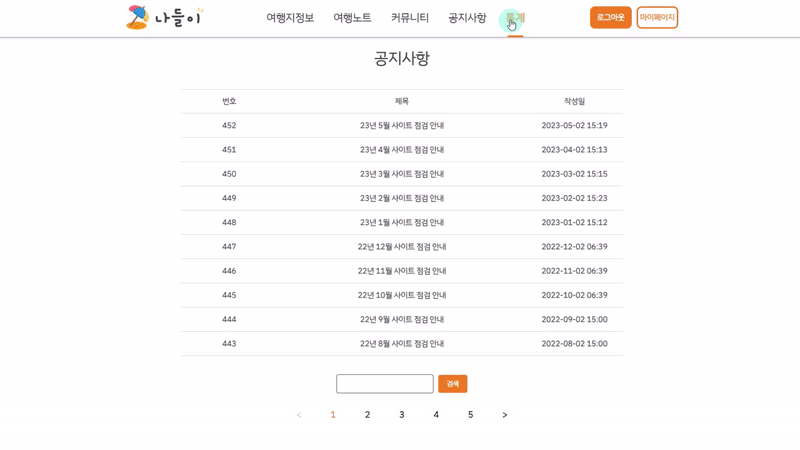 나들이
여행지정보 여행노트 커뮤니티 공지사항 통계 로그아웃 마이페이지
공지사항
번호 제목 작성일
452 23년 5월 사이트 점검 안내 2023-05-02 15:19
451 23년 4월 사이트 점검 안내 2023-04-02 15:13
450 23년 3월 사이트 점검 안내 2023-03-02 15:15
449 23년 2월 사이트 점검 안내 2023-02-02 15:23
448 23년 1월 사이트 점검 안내 2023-01-02 15:12
447 22년 12월 사이트 점검 안내 2022-12-02 06:39
446 22년 11월 사이트 점검 안내 2022-11-02 06:39
445 22년 10월 사이트 점검 안내 2022-10-02 06:39
444 22년 9월 사이트 점검 안내 2022-09-02 15:00
443 22년 8월 사이트 점검 안내 2022-08-02 15:00
검색
< 1 2 3 4 5 >